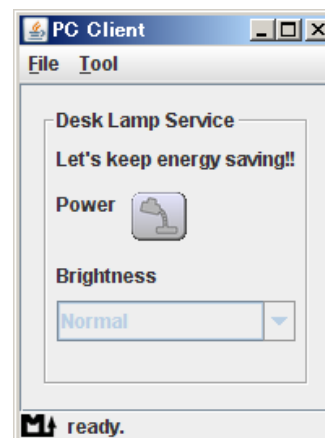 PC Client
File Tool
Desk Lamp Service
Let's keep energy saving!!
Power
Brightness
Normal
ready.